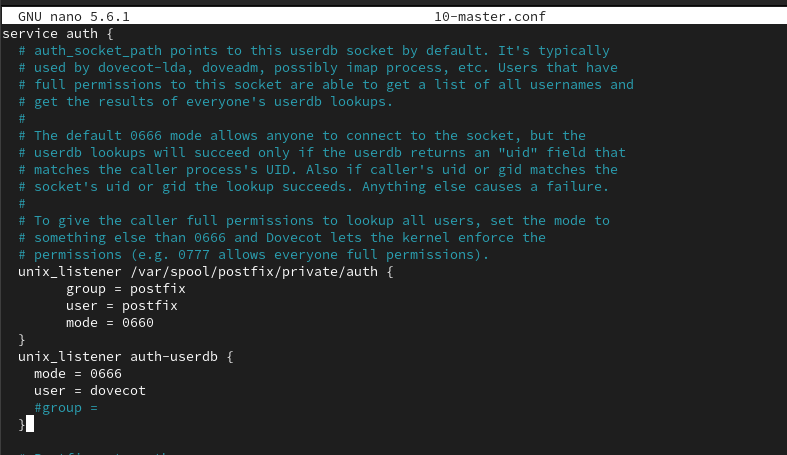 GNU nano 5.6.1 10-master.conf
service auth {
# auth_socket_path points to this userdb socket by default. It's typically
# used by dovecot-lda, doveadm, possibly imap process, etc. Users that have
# full permissions to this socket are able to get a list of all usernames and
# get the results of everyone's userdb lookups.
#
# The default 0666 mode allows anyone to connect to the socket, but the
# userdb lookups will succeed only if the userdb returns an "uid" field that
# matches the caller process's UID. Also if caller's uid or gid matches the
# socket's uid or gid the lookup succeeds. Anything else causes a failure.
#
# To give the caller full permissions to lookup all users, set the mode to
# something else than 0666 and Dovecot lets the kernel enforce the
# permissions (e.g. 0777 allows everyone full permissions).
unix_listener /var/spool/postfix/private/auth {
group = postfix
user = postfix
mode = 0660
}
unix_listener auth-userdb {
mode = 0666
user = dovecot
#group =
}